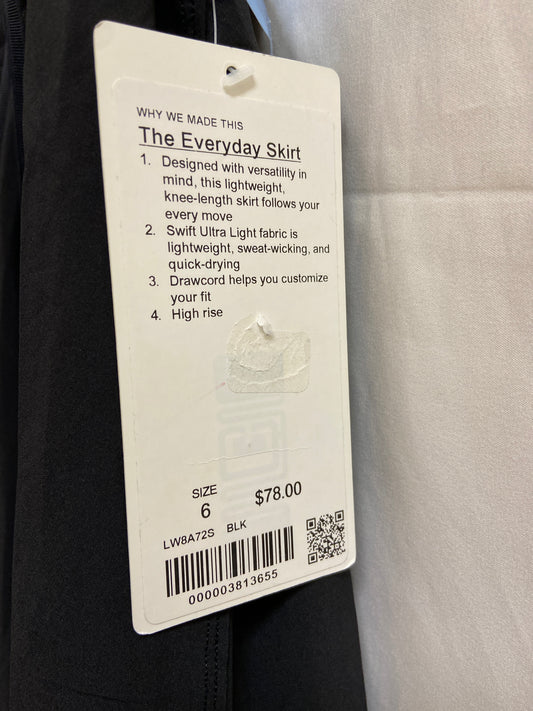 WHY WE MADE THIS
The Everyday Skirt
1. Designed with versatility in
mind, this lightweight,
knee-length skirt follows your
every move
2. Swift Ultra Light fabric is
lightweight, sweat-wicking, and
quick-drying
3. Drawcord helps you customize
your fit
4. High rise
SIZE
6
$78.00
LW8A72S BLK
000003813655